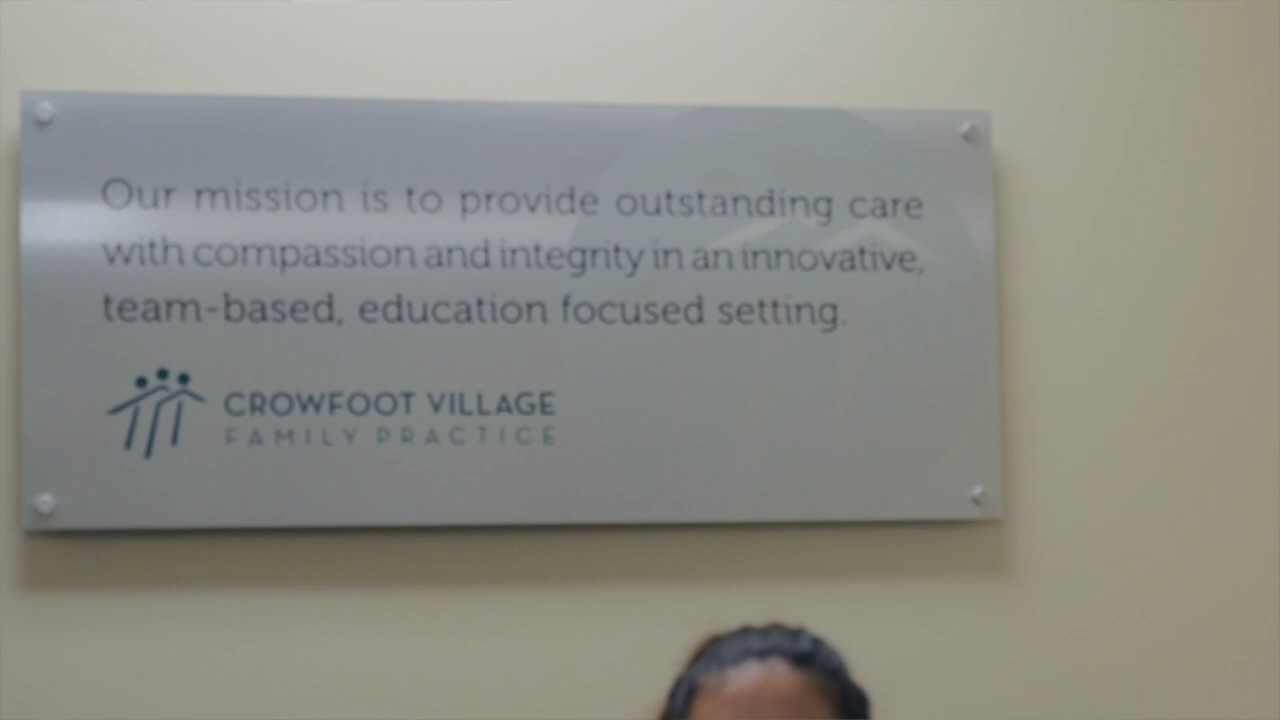 Our mission is to provide outstanding care
with compassion and integrity in an innovative,
team-based, education focused setting.
CROWFOOT VILLAGE
FAMILY PRACTICE